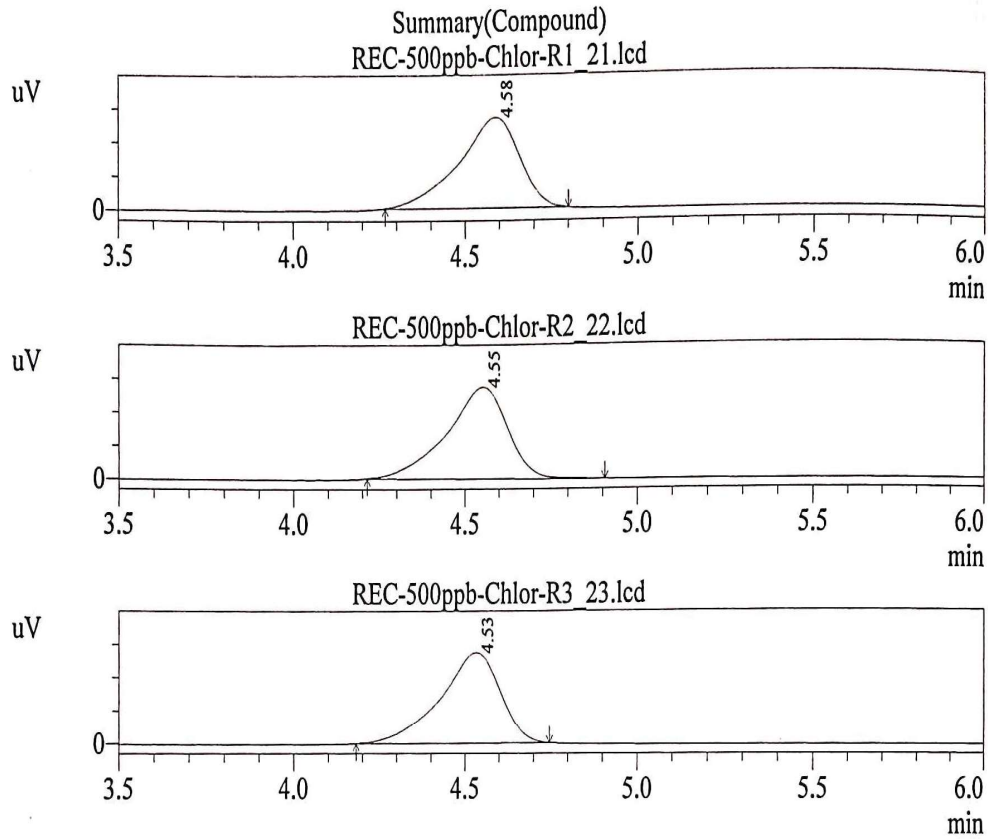 Summary(Compound)
REC-500ppb-Chlor-R1_21.lcd
uV
4.58
0
3.5 4.0 4.5 5.0 5.5 6.0
min
REC-500ppb-Chlor-R2_22.lcd
uV
4.55
0
3.5 4.0 4.5 5.0 5.5 6.0
min
REC-500ppb-Chlor-R3_23.lcd
uV
4.53
0
3.5 4.0 4.5 5.0 5.5 6.0
min